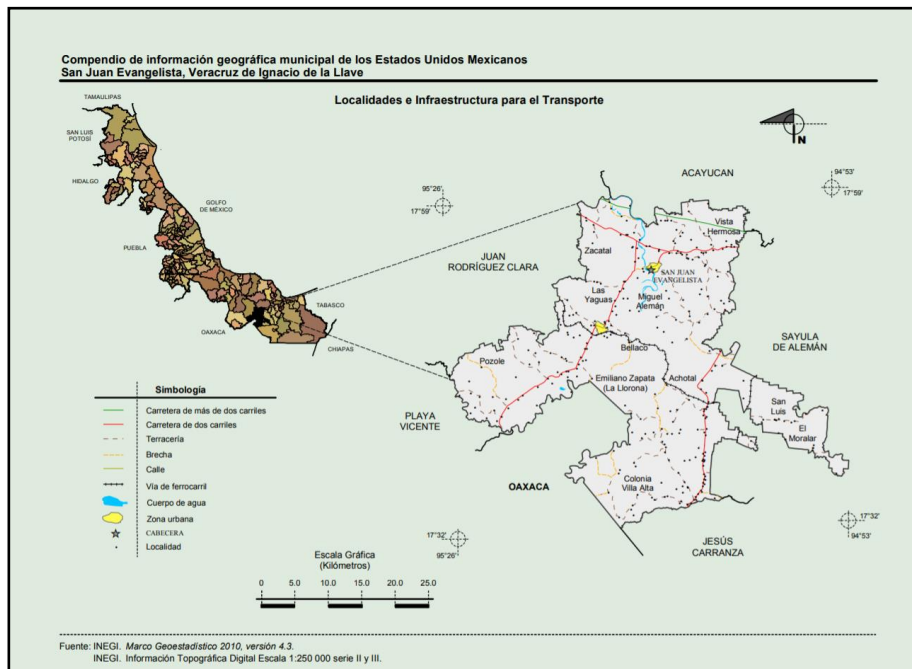 Compendio de información geográfica municipal de los Estados Unidos Mexicanos
San Juan Evangelista, Veracruz de Ignacio de la Llave
Localidades e Infraestructura para el Transporte
TAMAULIPAS
SAN LUIS
POTOSÍ
HIDALGO
GOLFO
DE MÉXICO
PUEBLA
OAXACA
TABASCO
CHIAPAS
N
95°26'
17°59'
94°53'
17°59'
ACAYUCAN
JUAN
RODRÍGUEZ CLARA
Vista
Hermosa
Zacatal
SAN JUAN
EVANGELISTA
Las
Yaguas
Miguel
Alemán
SAYULA
DE ALEMÁN
Bellaco
Pozole
Emiliano Zapata
(La Llorona)
Achotal
San
Luis
El
Moralar
PLAYA
VICENTE
OAXACA
Colonia
Villa Alta
JESÚS
CARRANZA
17°32'
95°26'
17°32'
94°53'
Simbología
Carretera de más de dos carriles
Carretera de dos carriles
Terracería
Brecha
Calle
Vía de ferrocarril
Cuerpo de agua
Zona urbana
CABECERA
Localidad
Escala Gráfica
(Kilómetros)
0 5.0 10.0 15.0 20.0 25.0
Fuente: INEGI. Marco Geoestadístico 2010, versión 4.3.
INEGI. Información Topográfica Digital Escala 1:250 000 serie II y III.